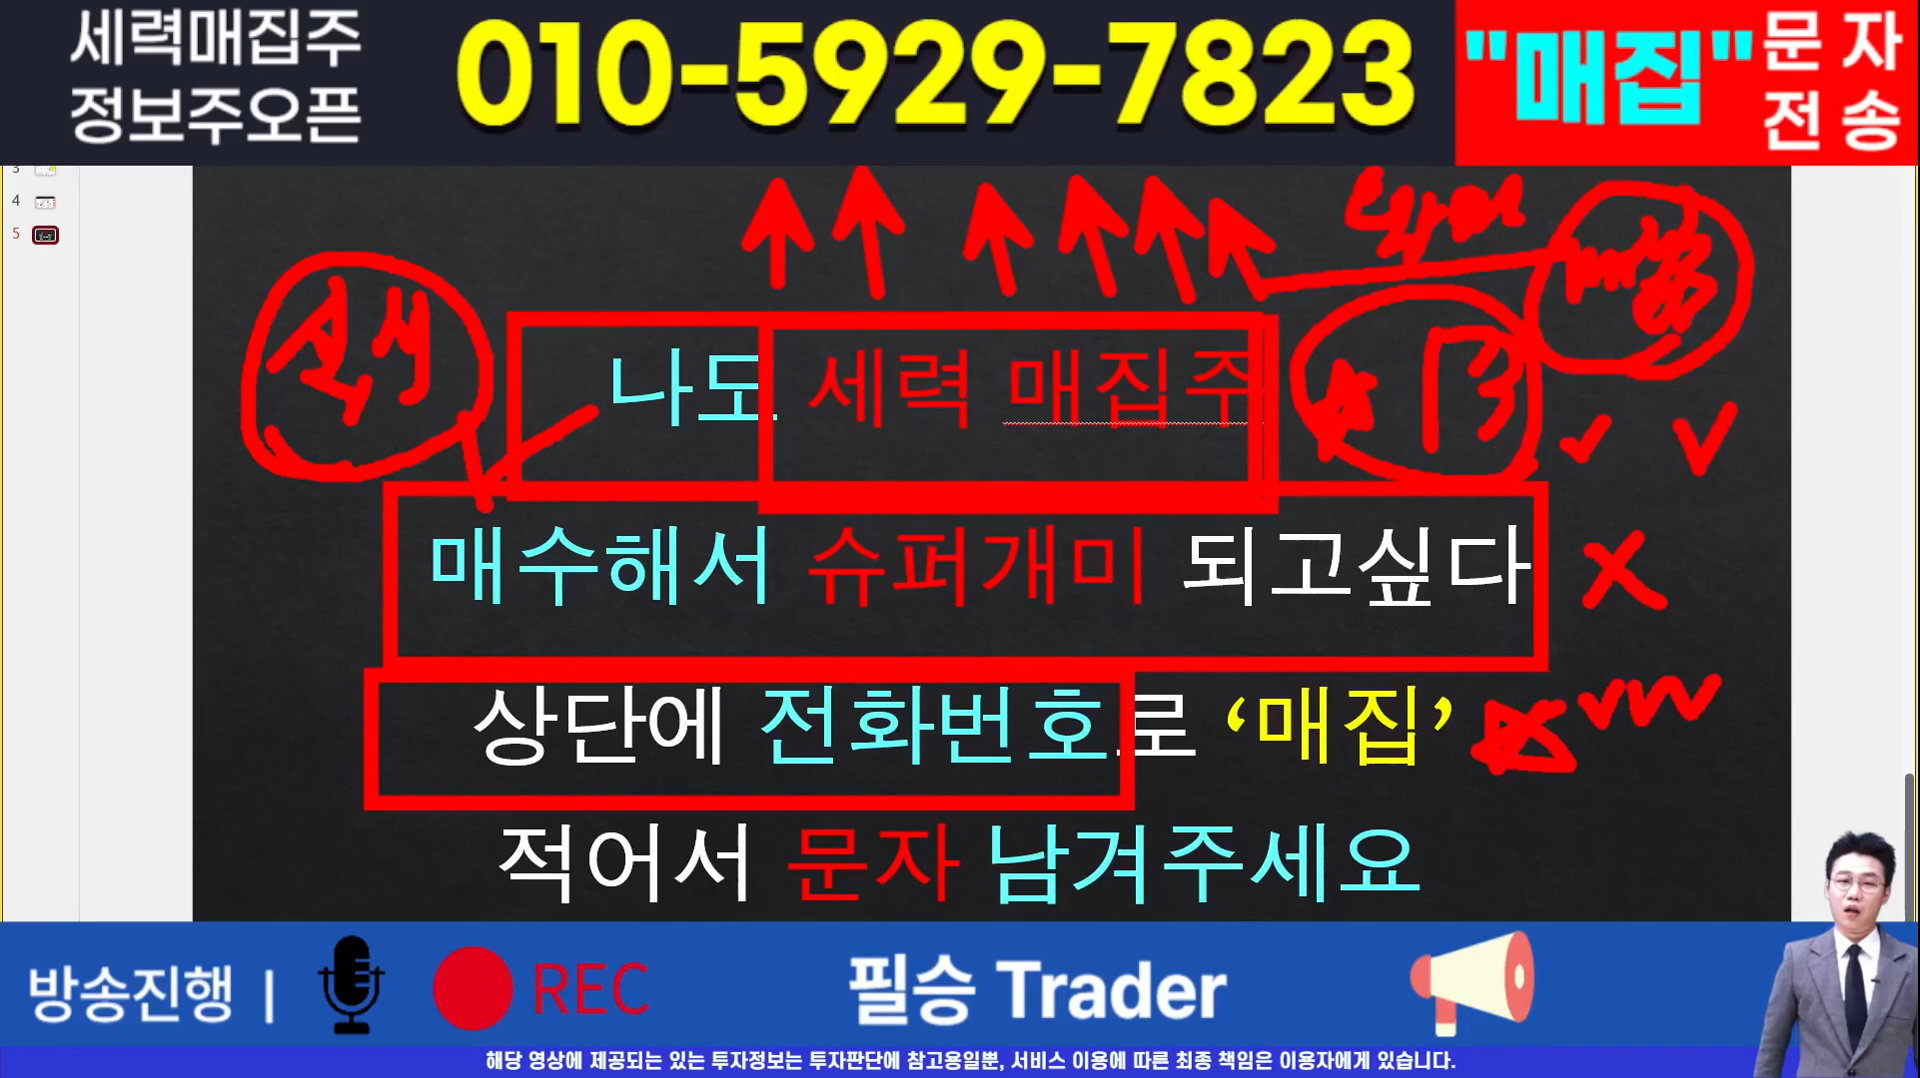 세력매집주
정보주오픈
010-5929-7823
"매집"
문자
전송
3
4
5
나도 세력 매집주
매수해서 슈퍼개미 되고싶다
상단에 전화번호로 ‘매집’
적어서 문자 남겨주세요
방송진행 |
REC
필승 Trader
해당 영상에 제공되는 있는 투자정보는 투자판단에 참고용일뿐, 서비스 이용에 따른 최종 책임은 이용자에게 있습니다.